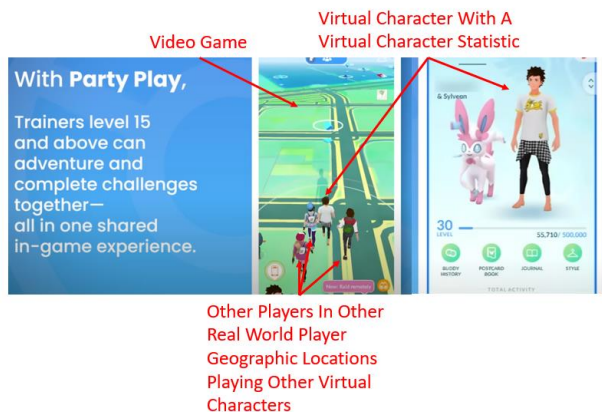 Virtual Character With A
Virtual Character Statistic
Video Game
With Party Play,
Trainers level 15
and above can
adventure and
complete challenges
together—
all in one shared
in-game experience.
& Sylveon
30
LEVEL
55,710 / 500,000
BUDDY
HISTORY
POSTCARD
BOOK
JOURNAL
STYLE
TOTAL ACTIVITY
Other Players In Other
Real World Player
Geographic Locations
Playing Other Virtual
Characters